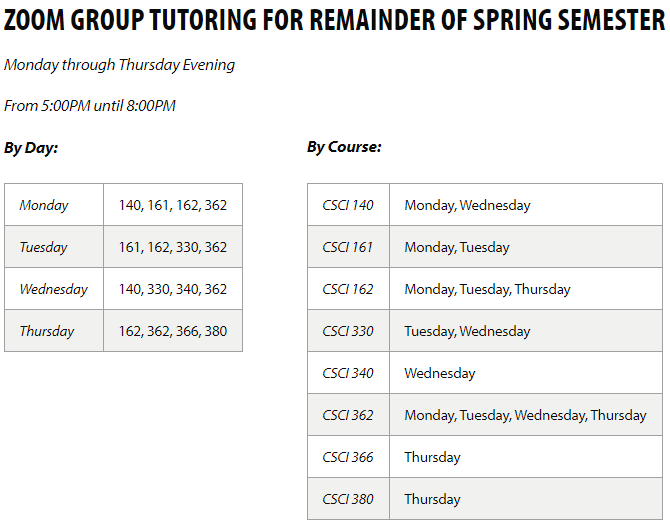 ZOOM GROUP TUTORING FOR REMAINDER OF SPRING SEMESTER
Monday through Thursday Evening
From 5:00PM until 8:00PM
By Day:
Monday 140, 161, 162, 362
Tuesday 161, 162, 330, 362
Wednesday 140, 330, 340, 362
Thursday 162, 362, 366, 380
By Course:
CSCI 140 Monday, Wednesday
CSCI 161 Monday, Tuesday
CSCI 162 Monday, Tuesday, Thursday
CSCI 330 Tuesday, Wednesday
CSCI 340 Wednesday
CSCI 362 Monday, Tuesday, Wednesday, Thursday
CSCI 366 Thursday
CSCI 380 Thursday